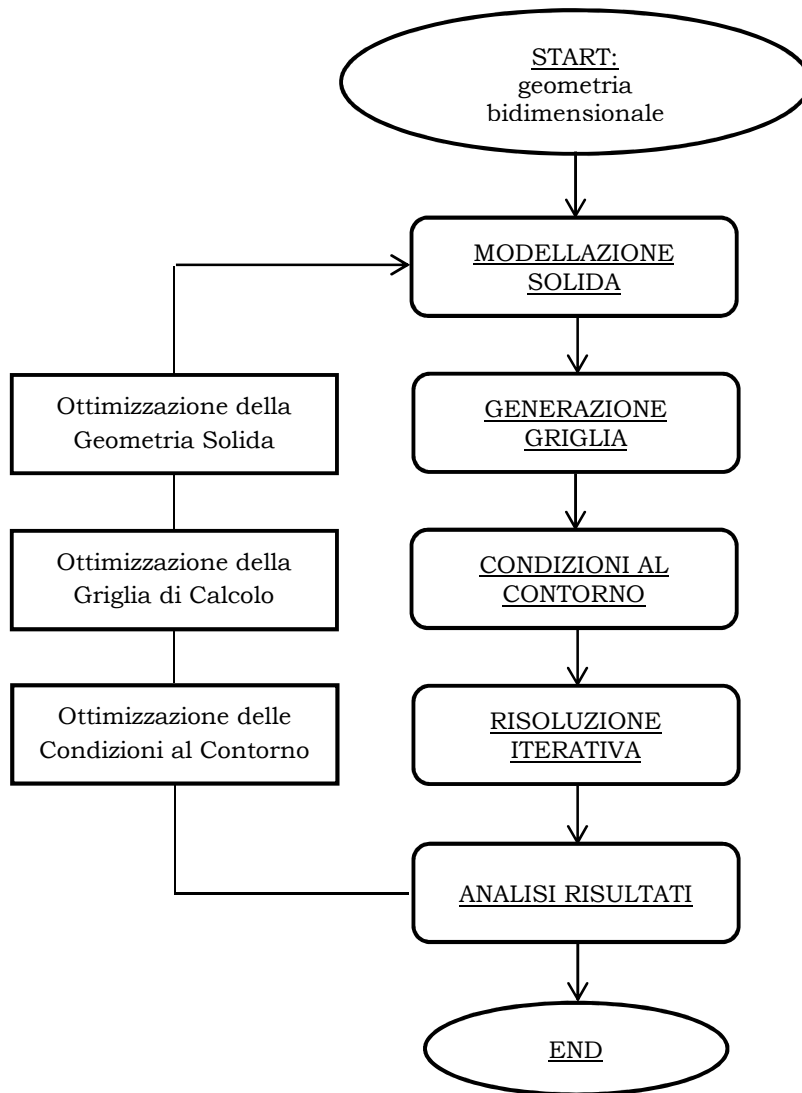 START:
geometria
bidimensionale
MODELLAZIONE
SOLIDA
Ottimizzazione della
Geometria Solida
GENERAZIONE
GRIGLIA
Ottimizzazione della
Griglia di Calcolo
CONDIZIONI AL
CONTORNO
Ottimizzazione delle
Condizioni al Contorno
RISOLUZIONE
ITERATIVA
ANALISI RISULTATI
END